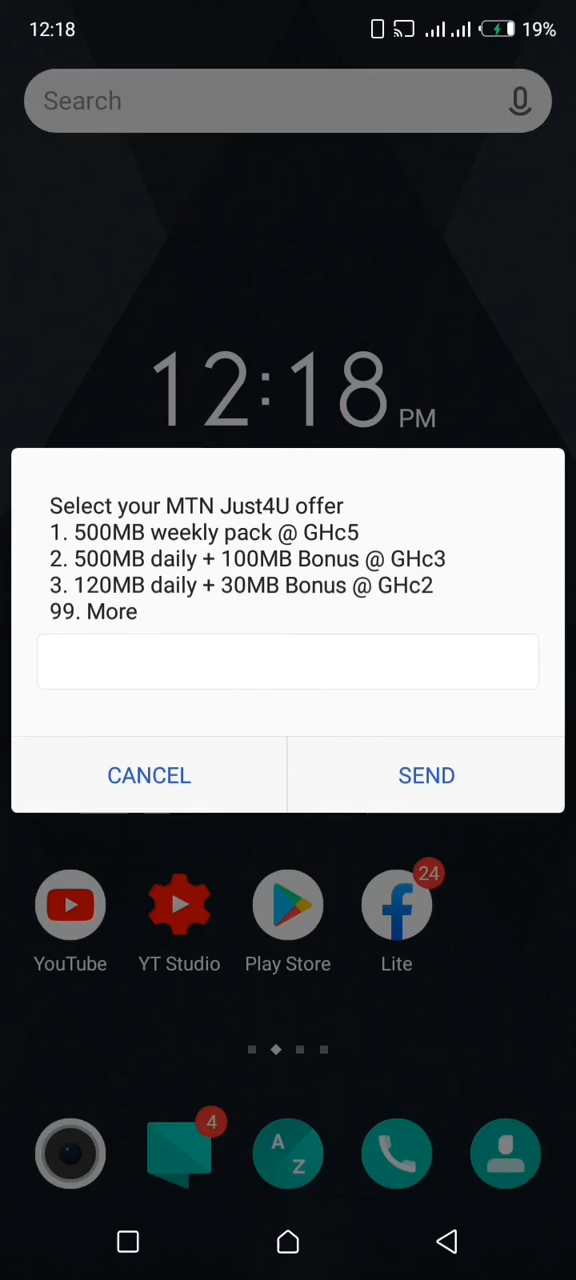 12:18
19%
Search
12:18 PM
Select your MTN Just4U offer
1. 500MB weekly pack @ GHc5
2. 500MB daily + 100MB Bonus @ GHc3
3. 120MB daily + 30MB Bonus @ GHc2
99. More
CANCEL
SEND
24
YouTube
YT Studio
Play Store
Lite
4
A
Z